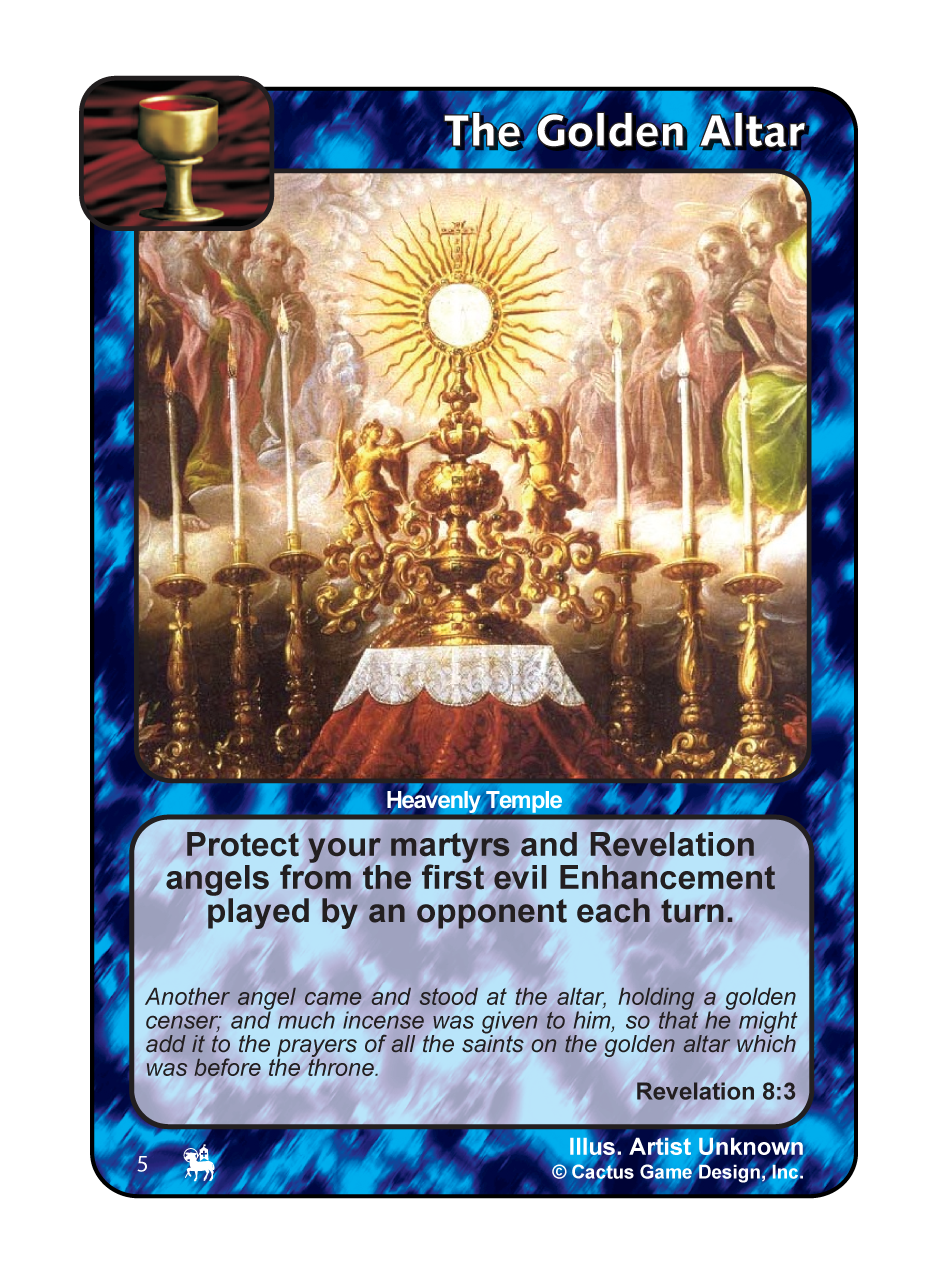 The Golden Altar
Heavenly Temple
Protect your martyrs and Revelation
angels from the first evil Enhancement
played by an opponent each turn.
Another angel came and stood at the altar, holding a golden
censer; and much incense was given to him, so that he might
add it to the prayers of all the saints on the golden altar which
was before the throne.
Revelation 8:3
Illus. Artist Unknown
5
© Cactus Game Design, Inc.